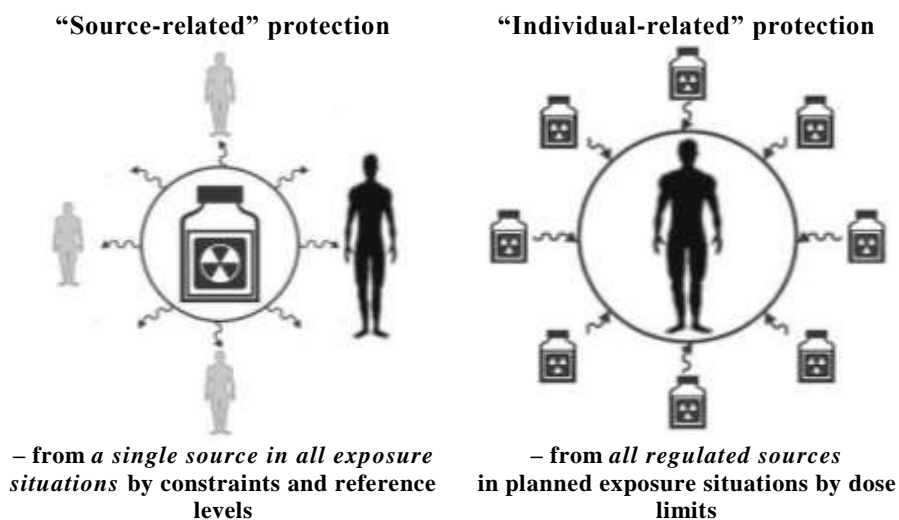 “Source-related” protection
“Individual-related” protection
– from a single source in all exposure
situations by constraints and reference
levels
– from all regulated sources
in planned exposure situations by dose
limits